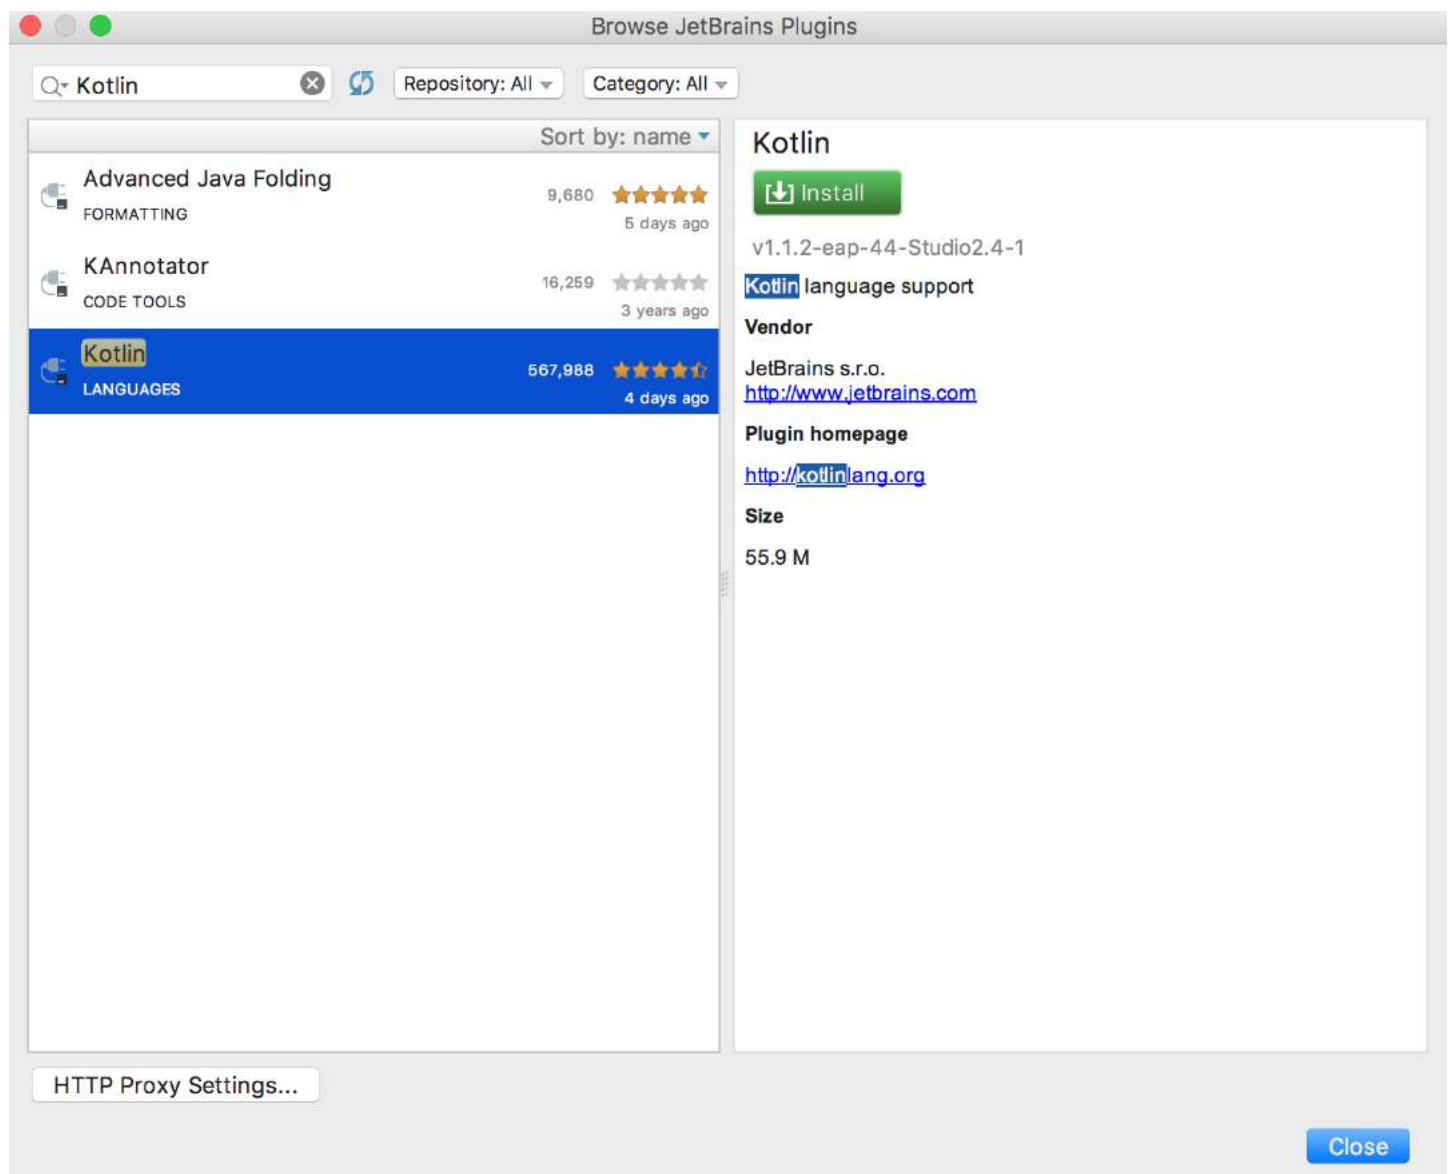 Browse JetBrains Plugins
Kotlin
Repository: All
Category: All
Sort by: name
Advanced Java Folding
FORMATTING
9,680
5 days ago
KAnnotator
CODE TOOLS
16,259
3 years ago
Kotlin
LANGUAGES
567,988
4 days ago
Kotlin
Install
v1.1.2-eap-44-Studio2.4-1
Kotlin language support
Vendor
JetBrains s.r.o.
http://www.jetbrains.com
Plugin homepage
http://kotlinlang.org
Size
55.9 M
HTTP Proxy Settings...
Close